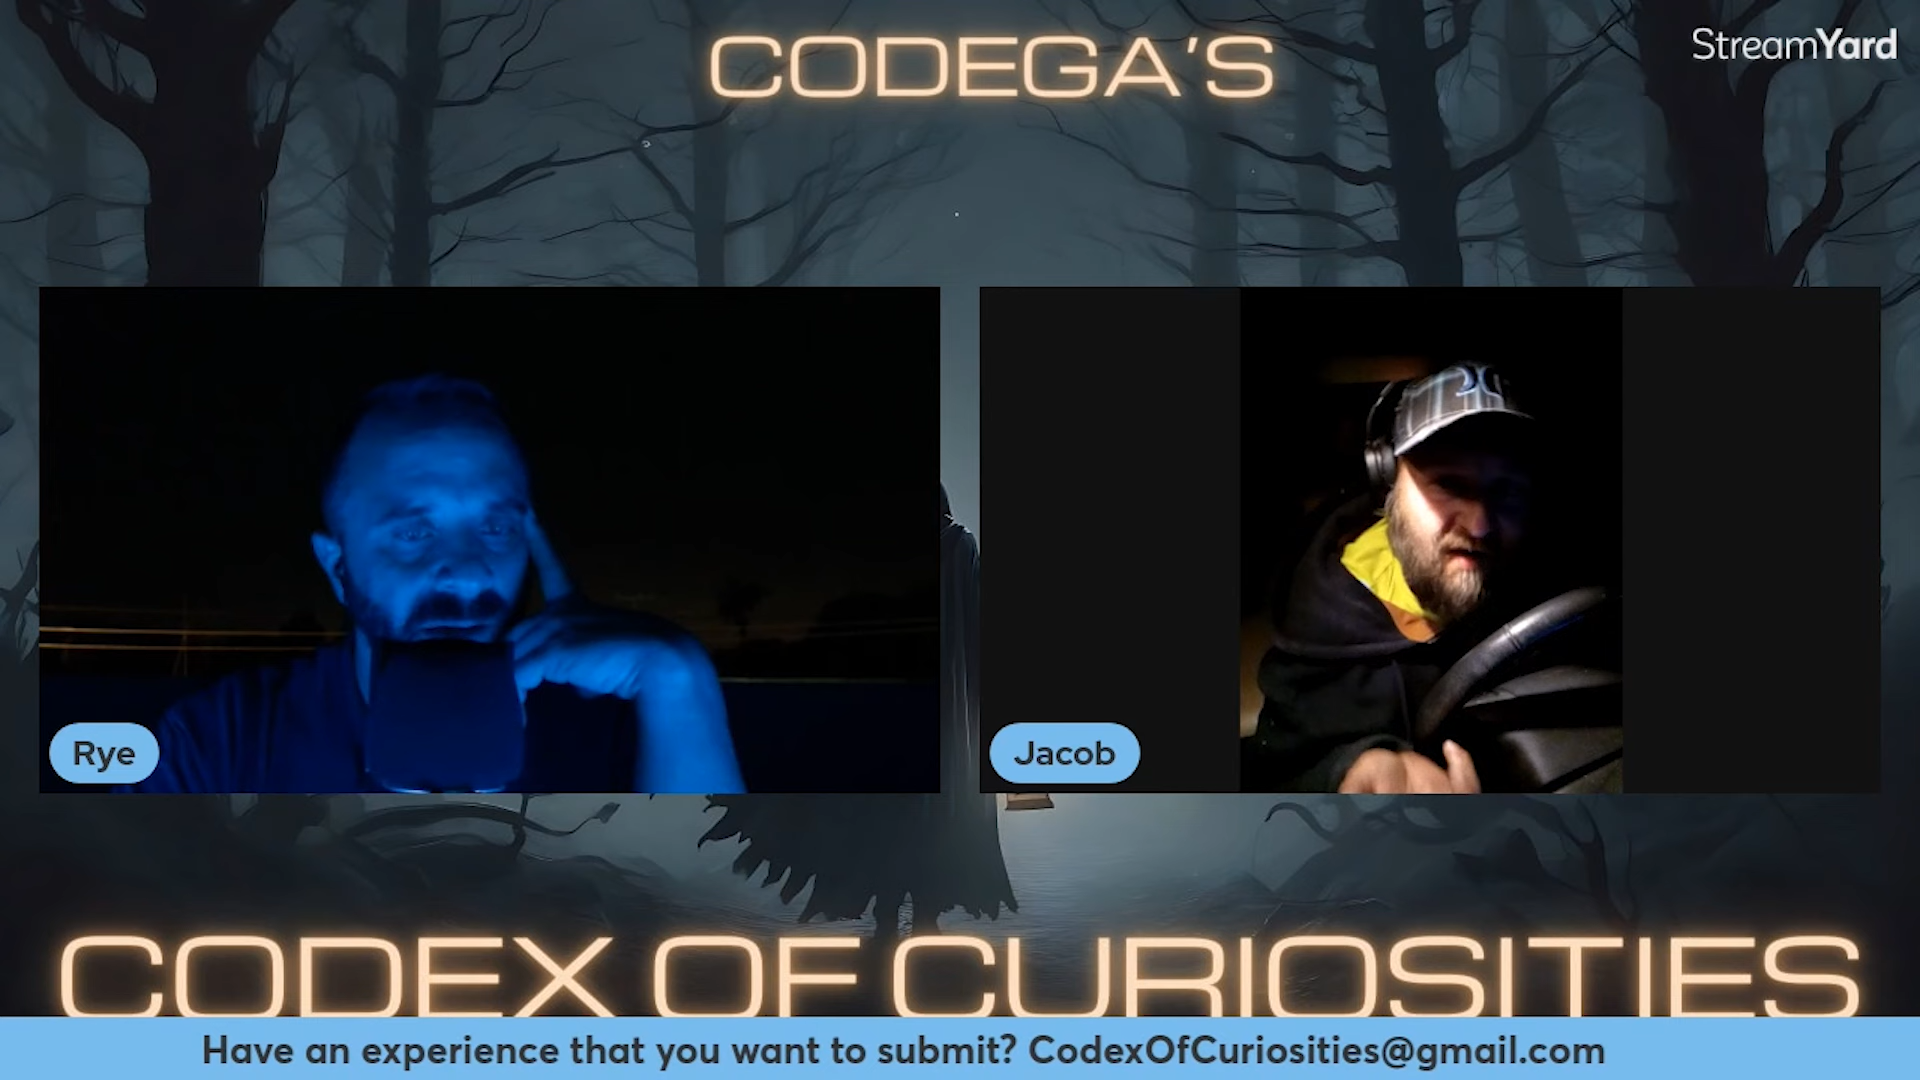 CODEGA'S
StreamYard
Rye
Jacob
CODEX OF CURIOSITIES
Have an experience that you want to submit? CodexOfCuriosities@gmail.com